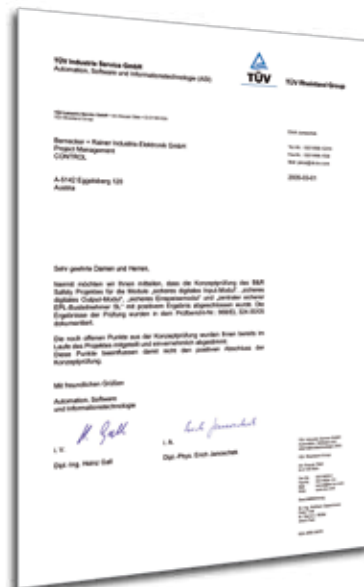 TÜV Industrie Service GmbH
Automation, Software und Informationstechnologie (ASI)
TÜV
TÜV Rheinland Group
Bernecker + Rainer Industrie-Elektronik GmbH
Project Management
CONTROL
A-5142 Eggelsberg 120
Austria
Sehr geehrte Damen und Herren,
hiermit möchten wir Ihnen mitteilen, dass die Konzeptprüfung des B&R
Safety Projektes für die Module „sicheres digitales Input-Modul“, „sicheres
digitales Output-Modul“, „sicheres Einspeisemodul“ und „zentraler sicherer
EPL-Busteilnehmer SL“ mit positivem Ergebnis abgeschlossen wurde. Die
Ergebnisse der Prüfung wurden in dem Prüfbericht-Nr.
dokumentiert.
Die noch offenen Punkte aus der Konzeptprüfung wurden Ihnen bereits im
Laufe des Projektes mitgeteilt und einvernehmlich abgestimmt.
Diese Punkte beeinflussen damit nicht den positiven Abschluss der
Konzeptprüfung.
Mit freundlichen Grüßen
Automation, Software
und Informationstechnologie
H. Gall
Erich Janoschek
i. V.
i. A.
Dipl.-Ing. Heinz Gall
Dipl.-Phys. Erich Janoschek